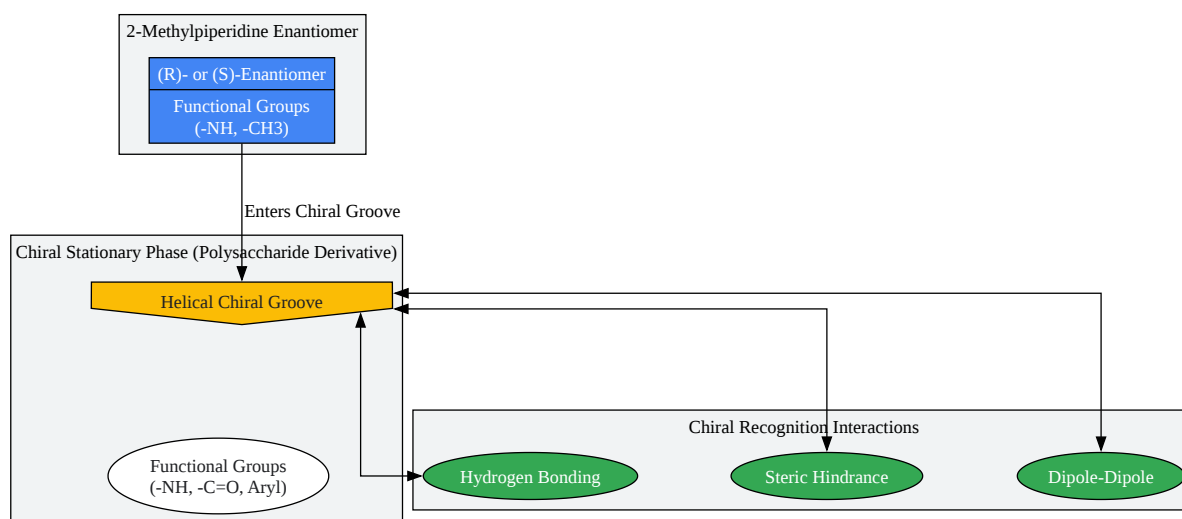 2-Methylpiperidine Enantiomer
(R)- or (S)-Enantiomer
Functional Groups
(-NH, -CH3)
Enters Chiral Groove
Chiral Stationary Phase (Polysaccharide Derivative)
Helical Chiral Groove
Functional Groups
(-NH, -C=O, Aryl)
Chiral Recognition Interactions
Hydrogen Bonding
Steric Hindrance
Dipole-Dipole